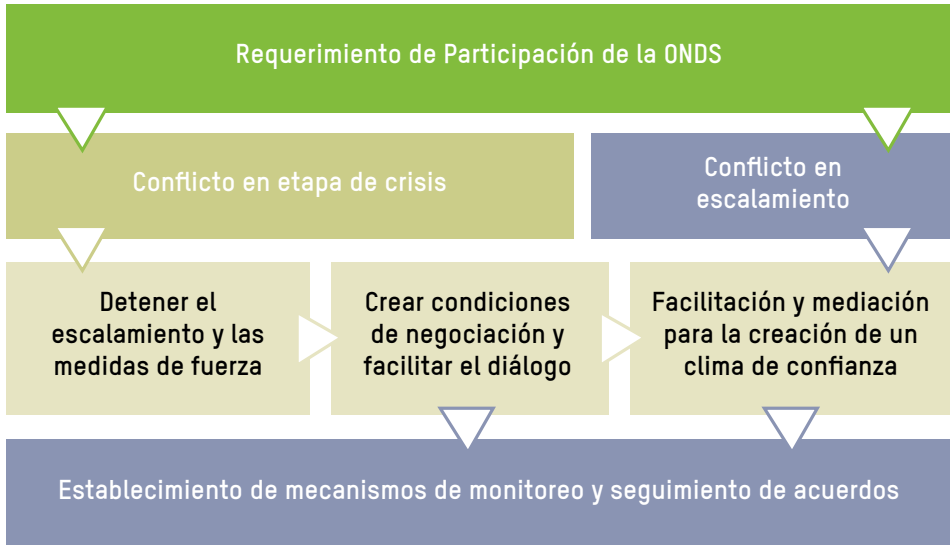 Requerimiento de Participación de la ONDS
Conflicto en etapa de crisis
Conflicto en
escalamiento
Detener el
escalamiento y las
medidas de fuerza
Crear condiciones
de negociación y
facilitar el diálogo
Facilitación y mediación
para la creación de un
clima de confianza
Establecimiento de mecanismos de monitoreo y seguimiento de acuerdos